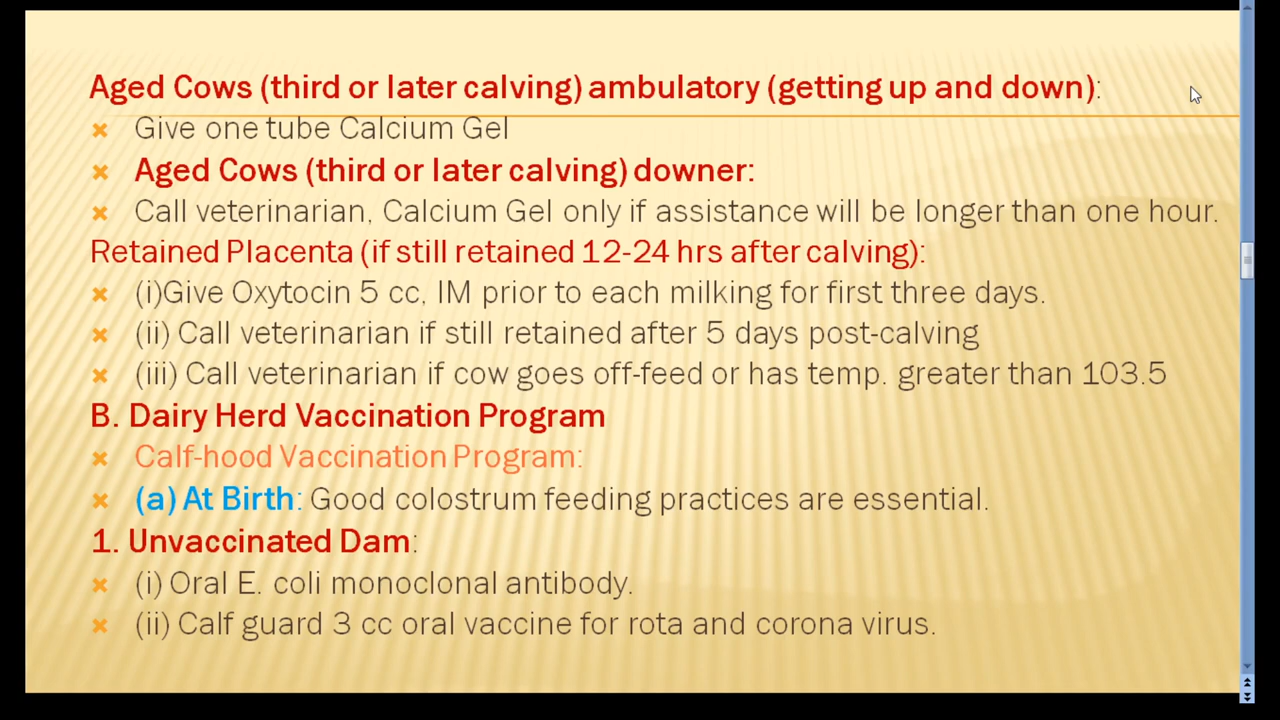 Aged Cows (third or later calving) ambulatory (getting up and down):
Give one tube Calcium Gel
Aged Cows (third or later calving) downer:
Call veterinarian, Calcium Gel only if assistance will be longer than one hour.
Retained Placenta (if still retained 12-24 hrs after calving):
(i)Give Oxytocin 5 cc, IM prior to each milking for first three days.
(ii) Call veterinarian if still retained after 5 days post-calving
(iii) Call veterinarian if cow goes off-feed or has temp. greater than 103.5
B. Dairy Herd Vaccination Program
Calf-hood Vaccination Program:
(a) At Birth: Good colostrum feeding practices are essential.
1. Unvaccinated Dam:
(i) Oral E. coli monoclonal antibody.
(ii) Calf guard 3 cc oral vaccine for rota and corona virus.